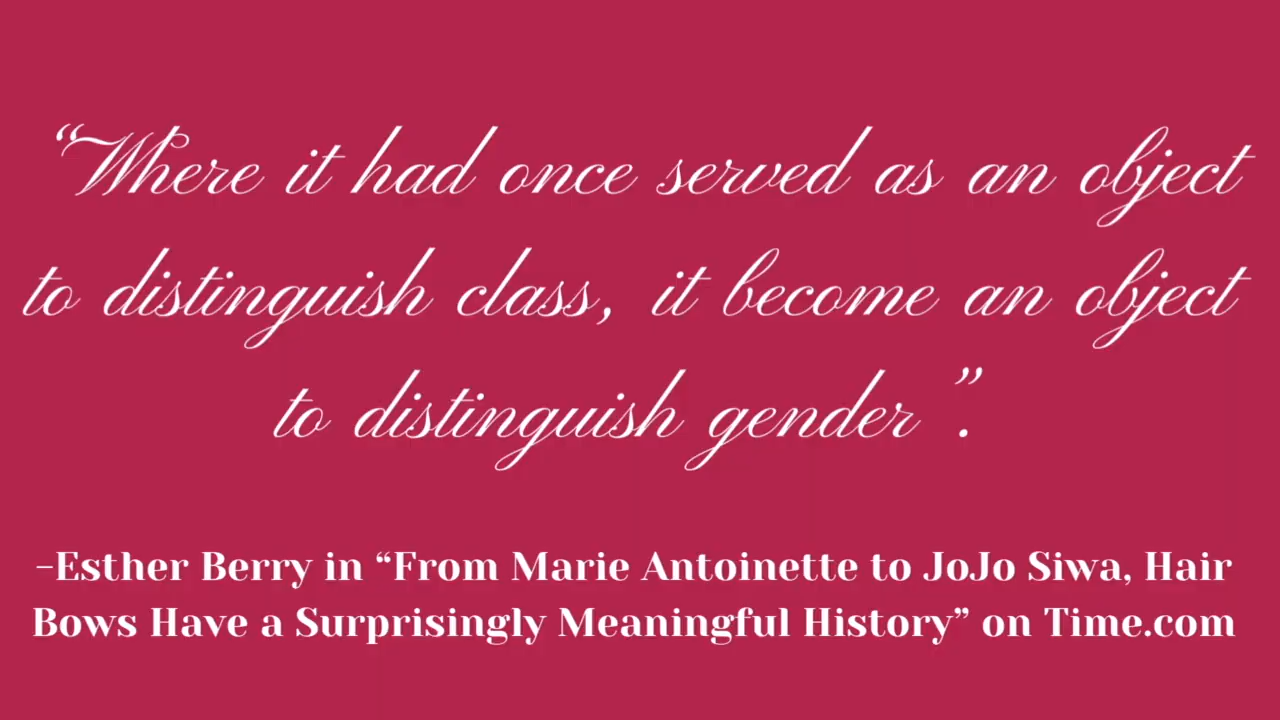 “Where it had once served as an object
to distinguish class, it become an object
to distinguish gender ”.
-Esther Berry in “From Marie Antoinette to JoJo Siwa, Hair
Bows Have a Surprisingly Meaningful History” on Time.com